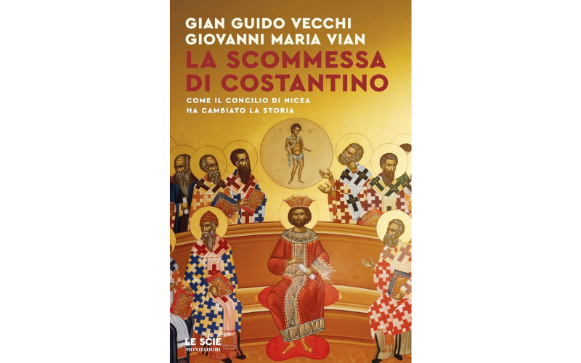 GIAN GUIDO VECCHI
GIOVANNI MARIA VIAN
LA SCOMMESSA
DI COSTANTINO
COME IL CONCILIO DI NICEA
HA CAMBIATO LA STORIA
LE SCIE
MONDADORI